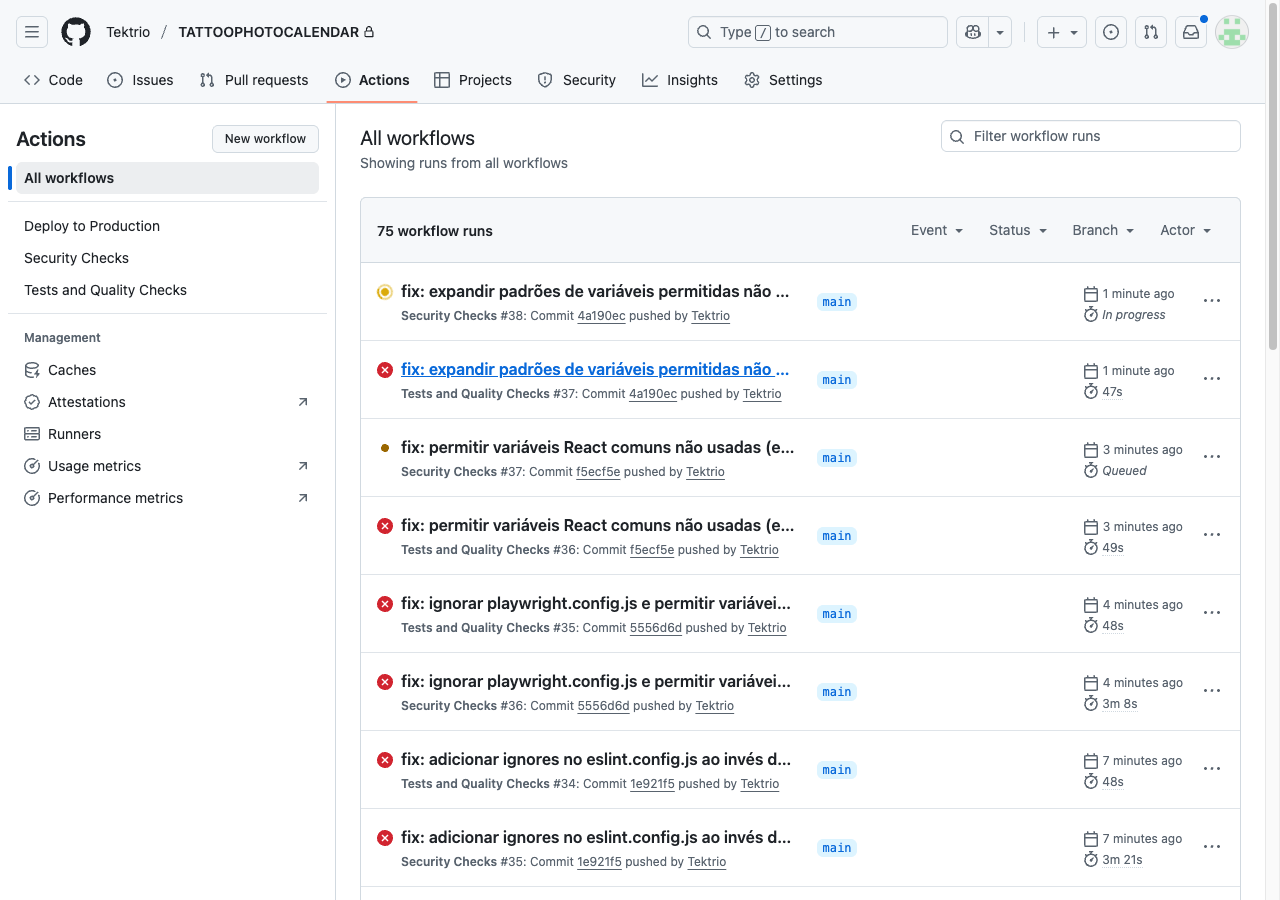 Tektrio / TATTOOPHOTOCALENDAR
Type / to search
Code
Issues
Pull requests
Actions
Projects
Security
Insights
Settings
Actions
New workflow
All workflows
Deploy to Production
Security Checks
Tests and Quality Checks
Management
Caches
Attestations
Runners
Usage metrics
Performance metrics
All workflows
Showing runs from all workflows
Filter workflow runs
75 workflow runs
Event
Status
Branch
Actor
fix: expandir padrões de variáveis permitidas não ...
Security Checks #38: Commit 4a190ec pushed by Tektrio
main
1 minute ago
In progress
fix: expandir padrões de variáveis permitidas não ...
Tests and Quality Checks #37: Commit 4a190ec pushed by Tektrio
main
1 minute ago
47s
fix: permitir variáveis React comuns não usadas (e...
Security Checks #37: Commit f5ecf5e pushed by Tektrio
main
3 minutes ago
Queued
fix: permitir variáveis React comuns não usadas (e...
Tests and Quality Checks #36: Commit f5ecf5e pushed by Tektrio
main
3 minutes ago
49s
fix: ignorar playwright.config.js e permitir variávei...
Tests and Quality Checks #35: Commit 5556d6d pushed by Tektrio
main
4 minutes ago
48s
fix: ignorar playwright.config.js e permitir variávei...
Security Checks #36: Commit 5556d6d pushed by Tektrio
main
4 minutes ago
3m 8s
fix: adicionar ignores no eslint.config.js ao invés d...
Tests and Quality Checks #34: Commit 1e921f5 pushed by Tektrio
main
7 minutes ago
48s
fix: adicionar ignores no eslint.config.js ao invés d...
Security Checks #35: Commit 1e921f5 pushed by Tektrio
main
7 minutes ago
3m 21s